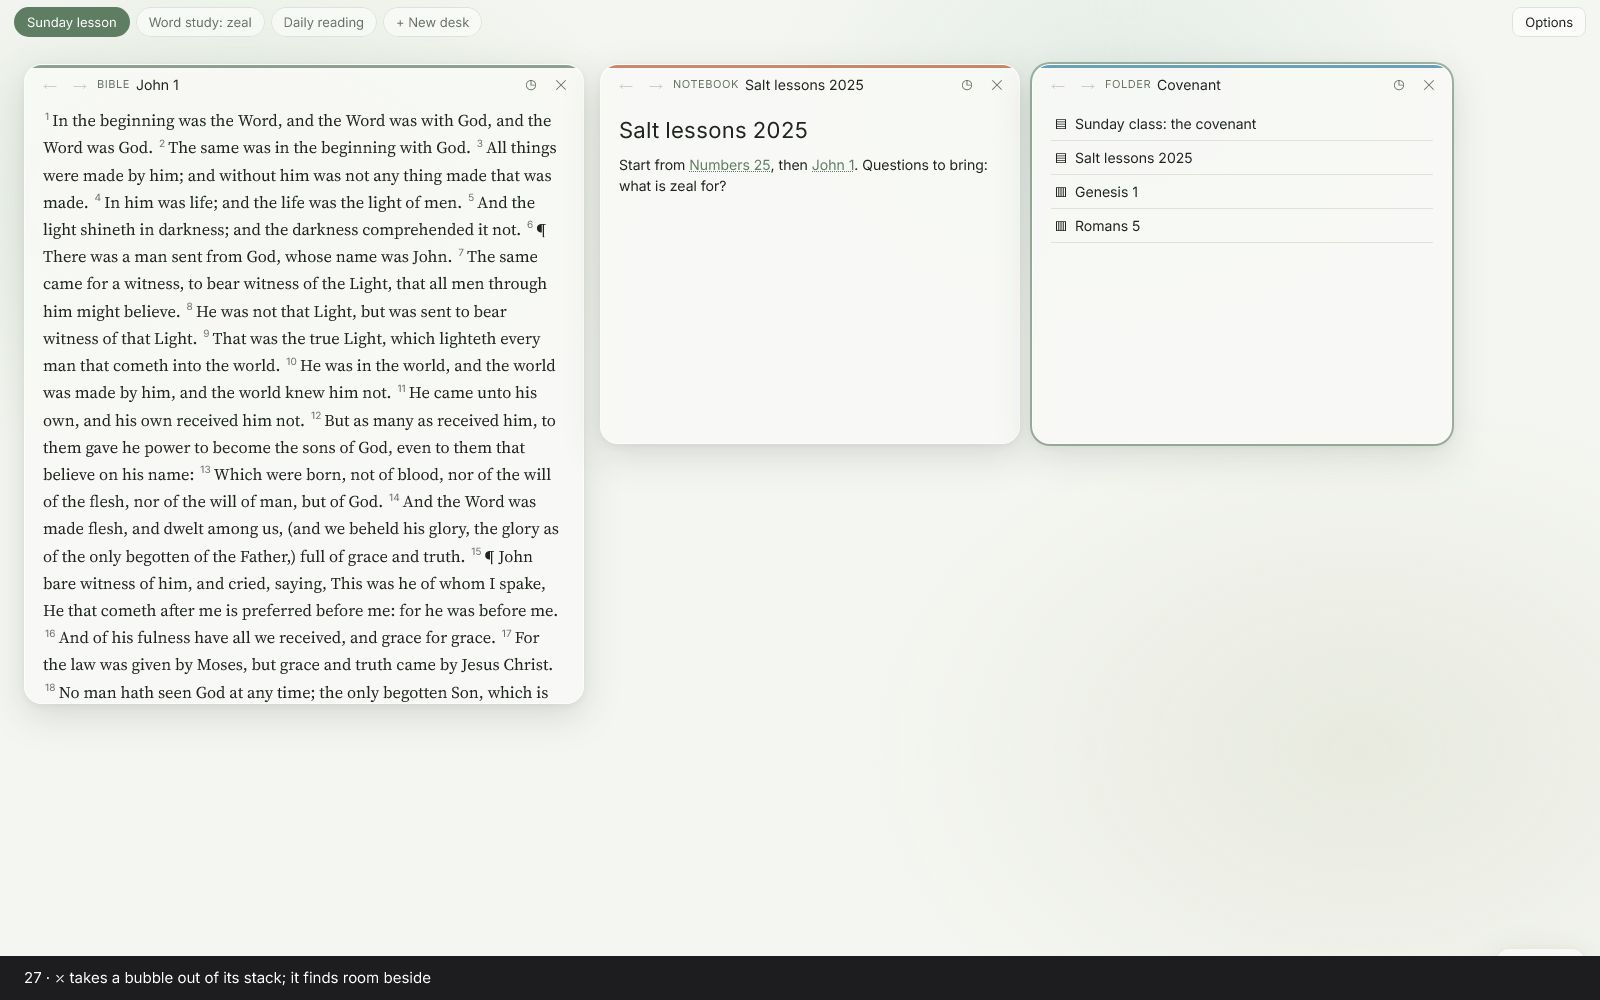 Sunday lesson
Word study: zeal
Daily reading
+ New desk
Options
← → BIBLE John 1
1 In the beginning was the Word, and the Word was with God, and the
Word was God. 2 The same was in the beginning with God. 3 All things
were made by him; and without him was not any thing made that was
made. 4 In him was life; and the life was the light of men. 5 And the
light shineth in darkness; and the darkness comprehended it not. 6 ¶
There was a man sent from God, whose name was John. 7 The same
came for a witness, to bear witness of the Light, that all men through
him might believe. 8 He was not that Light, but was sent to bear
witness of that Light. 9 That was the true Light, which lighteth every
man that cometh into the world. 10 He was in the world, and the world
was made by him, and the world knew him not. 11 He came unto his
own, and his own received him not. 12 But as many as received him, to
them gave he power to become the sons of God, even to them that
believe on his name: 13 Which were born, not of blood, nor of the will
of the flesh, nor of the will of man, but of God. 14 And the Word was
made flesh, and dwelt among us, (and we beheld his glory, the glory as
of the only begotten of the Father,) full of grace and truth. 15 ¶ John
bare witness of him, and cried, saying, This was he of whom I spake,
He that cometh after me is preferred before me: for he was before me.
16 And of his fulness have all we received, and grace for grace. 17 For
the law was given by Moses, but grace and truth came by Jesus Christ.
18 No man hath seen God at any time; the only begotten Son, which is
← → NOTEBOOK Salt lessons 2025
Salt lessons 2025
Start from Numbers 25, then John 1. Questions to bring:
what is zeal for?
← → FOLDER Covenant
Sunday class: the covenant
Salt lessons 2025
Genesis 1
Romans 5
27 · × takes a bubble out of its stack; it finds room beside